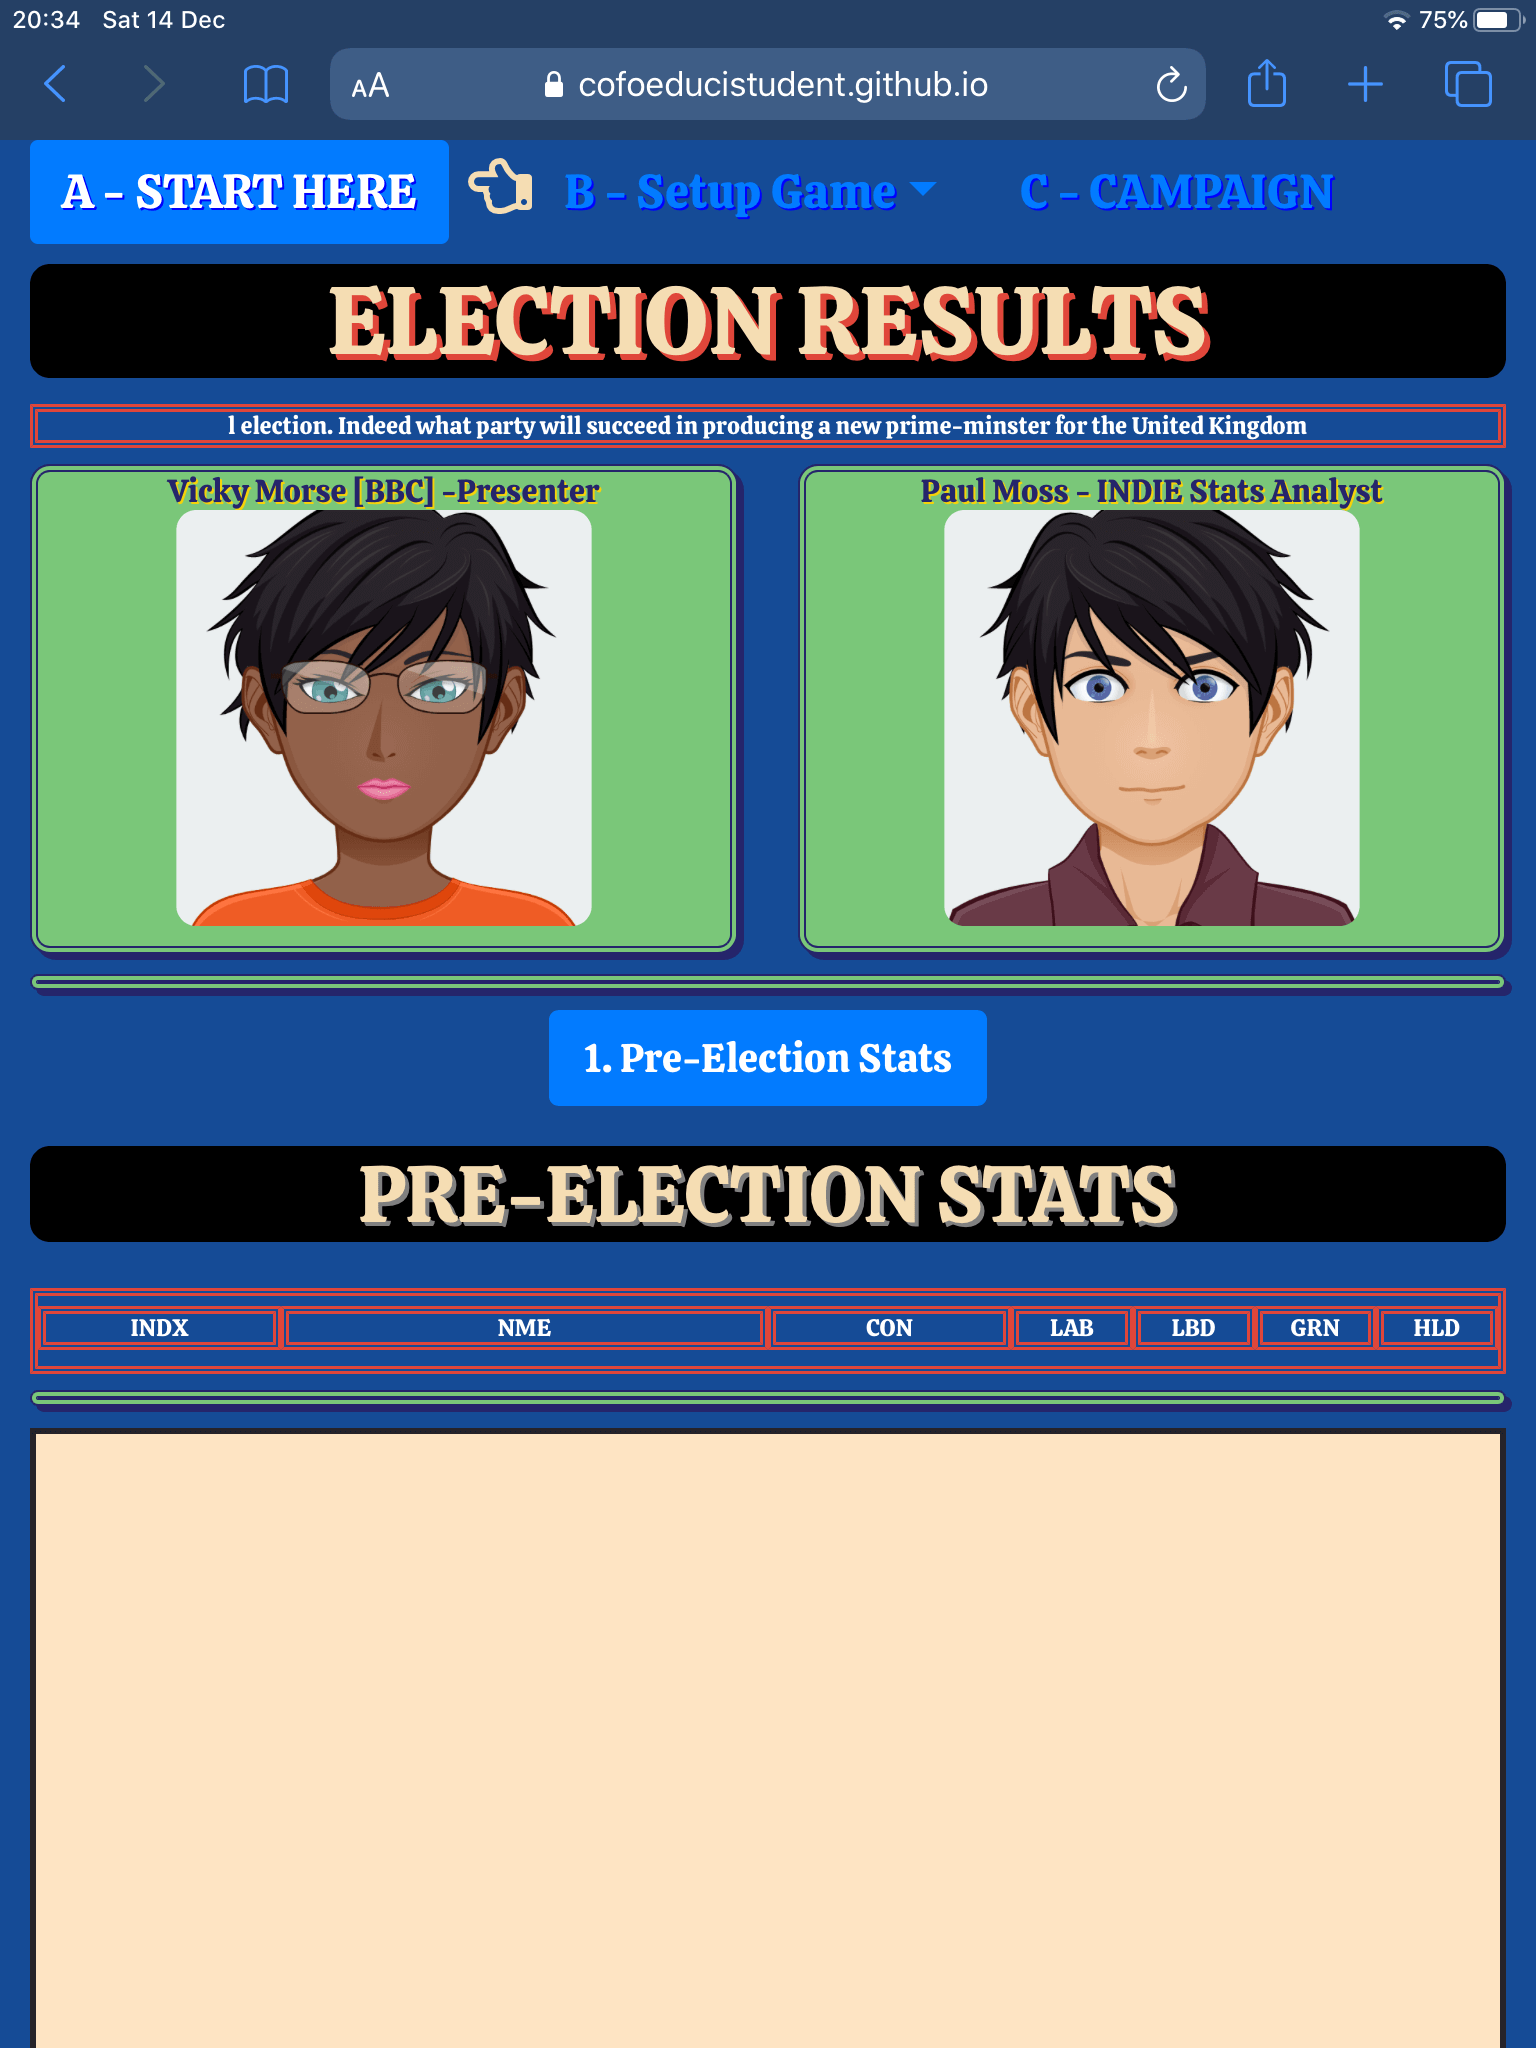 20:34 Sat 14 Dec 75%
AA cofoeducistudent.github.io
A - START HERE B - Setup Game C - CAMPAIGN
ELECTION RESULTS
l election. Indeed what party will succeed in producing a new prime-minster for the United Kingdom
Vicky Morse [BBC] -Presenter
Paul Moss - INDIE Stats Analyst
1. Pre-Election Stats
PRE-ELECTION STATS
INDX NME CON LAB LBD GRN HLD